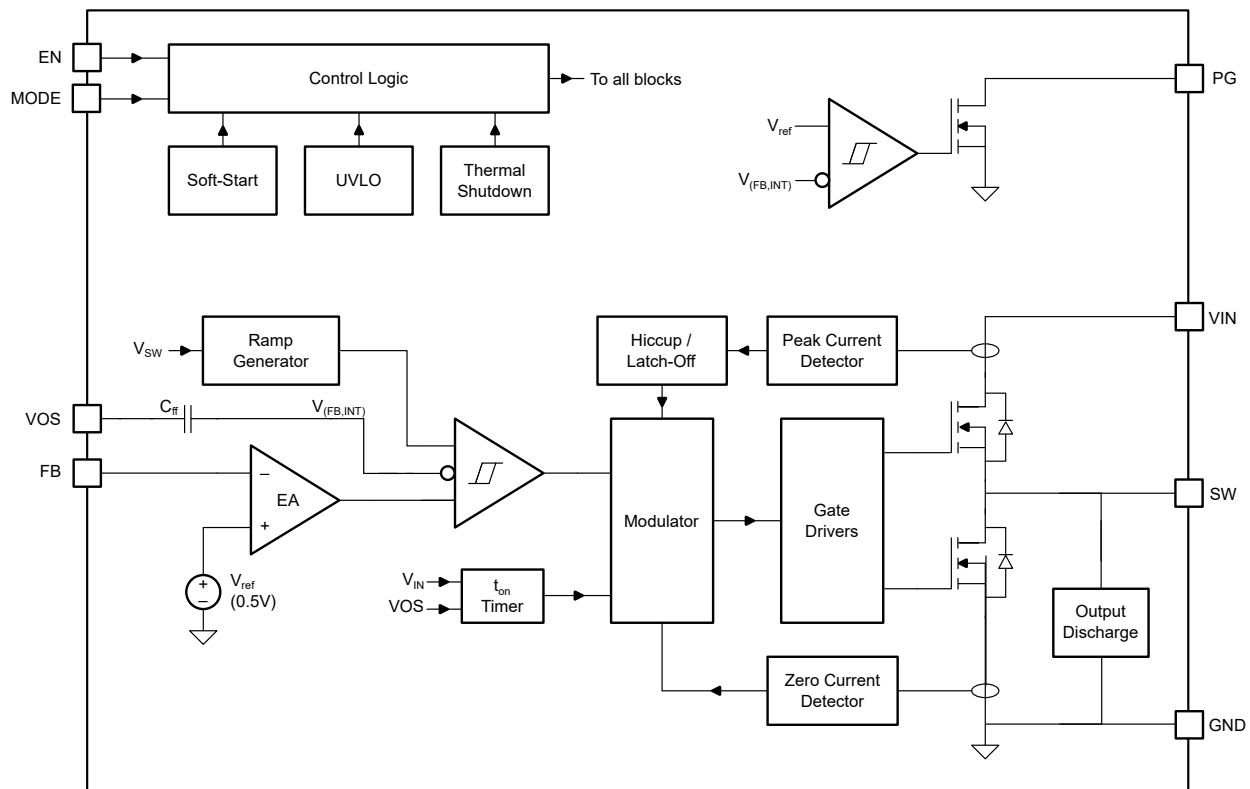 EN
MODE
Control Logic
To all blocks
PG
Soft-Start
UVLO
Thermal
Shutdown
Vref
V(FB,INT)
VSW
Ramp
Generator
Hiccup /
Latch-Off
Peak Current
Detector
VIN
VOS
Cff
V(FB,INT)
FB
−
EA
+
Modulator
Gate
Drivers
SW
+
−
Vref
(0.5V)
VIN
VOS
ton
Timer
Output
Discharge
Zero Current
Detector
GND